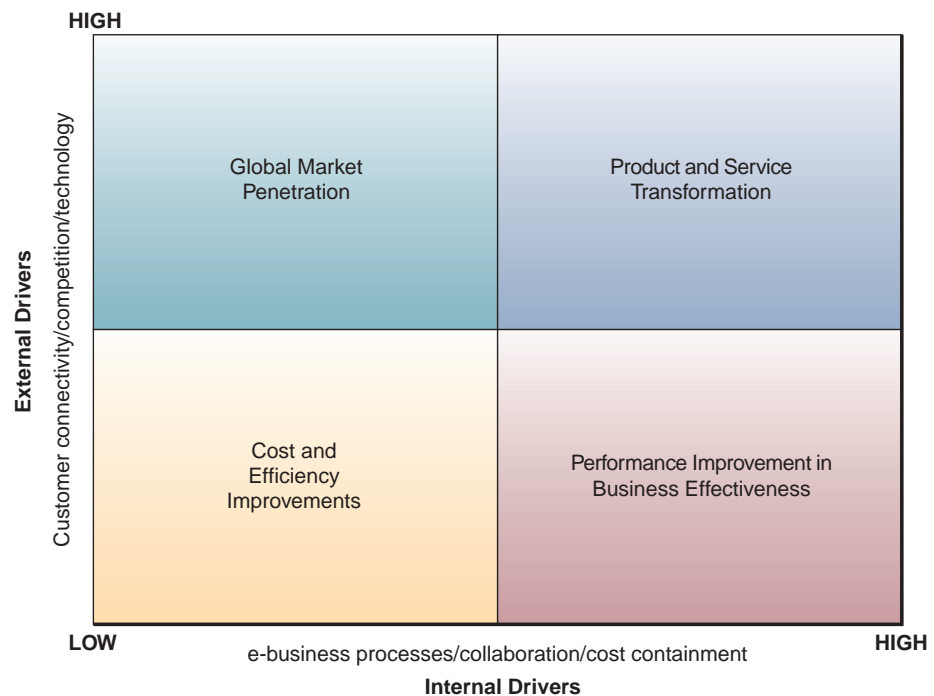 HIGH
Global Market
Penetration
Product and Service
Transformation
External Drivers
Customer connectivity/competition/technology
Cost and
Efficiency
Improvements
Performance Improvement in
Business Effectiveness
LOW
HIGH
e-business processes/collaboration/cost containment
Internal Drivers